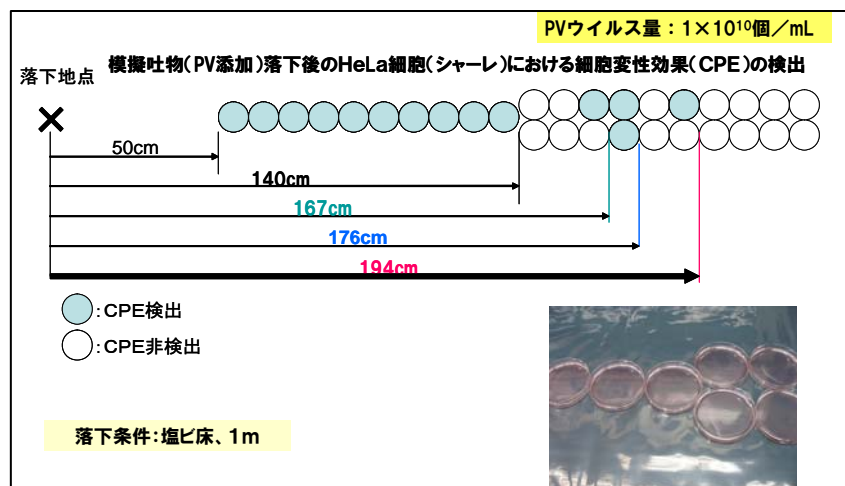 PVウイルス量：1×10¹⁰個／mL
模擬吐物（PV添加）落下後のHeLa細胞（シャーレ）における細胞変性効果（CPE）の検出
落下地点
50cm
140cm
167cm
176cm
194cm
：CPE検出
：CPE非検出
落下条件：塩ビ床、1m